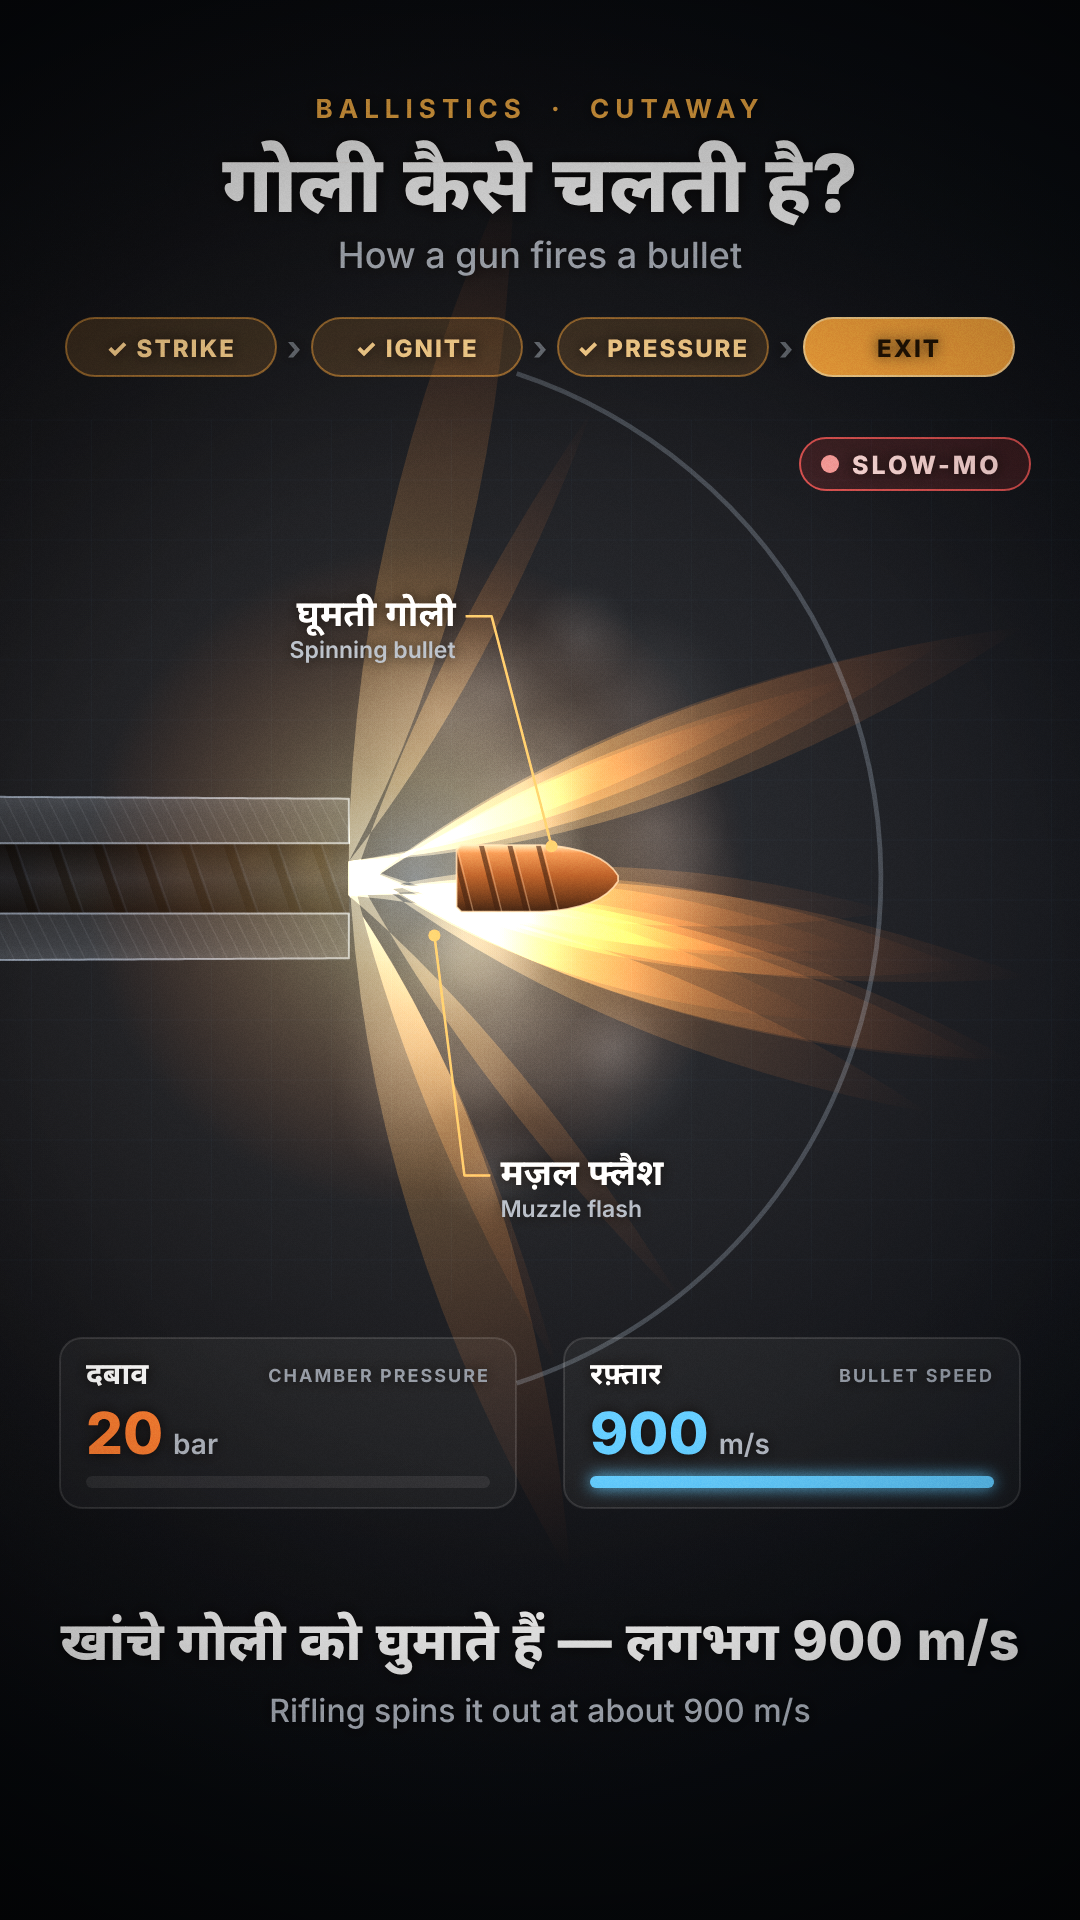 BALLISTICS · CUTAWAY
गोली कैसे चलती है?
How a gun fires a bullet
✓ STRIKE › ✓ IGNITE › ✓ PRESSURE › EXIT
SLOW-MO
घूमती गोली
Spinning bullet
मज़ल फ्लैश
Muzzle flash
दबाव CHAMBER PRESSURE
20 bar
रफ़्तार BULLET SPEED
900 m/s
खांचे गोली को घुमाते हैं — लगभग 900 m/s
Rifling spins it out at about 900 m/s